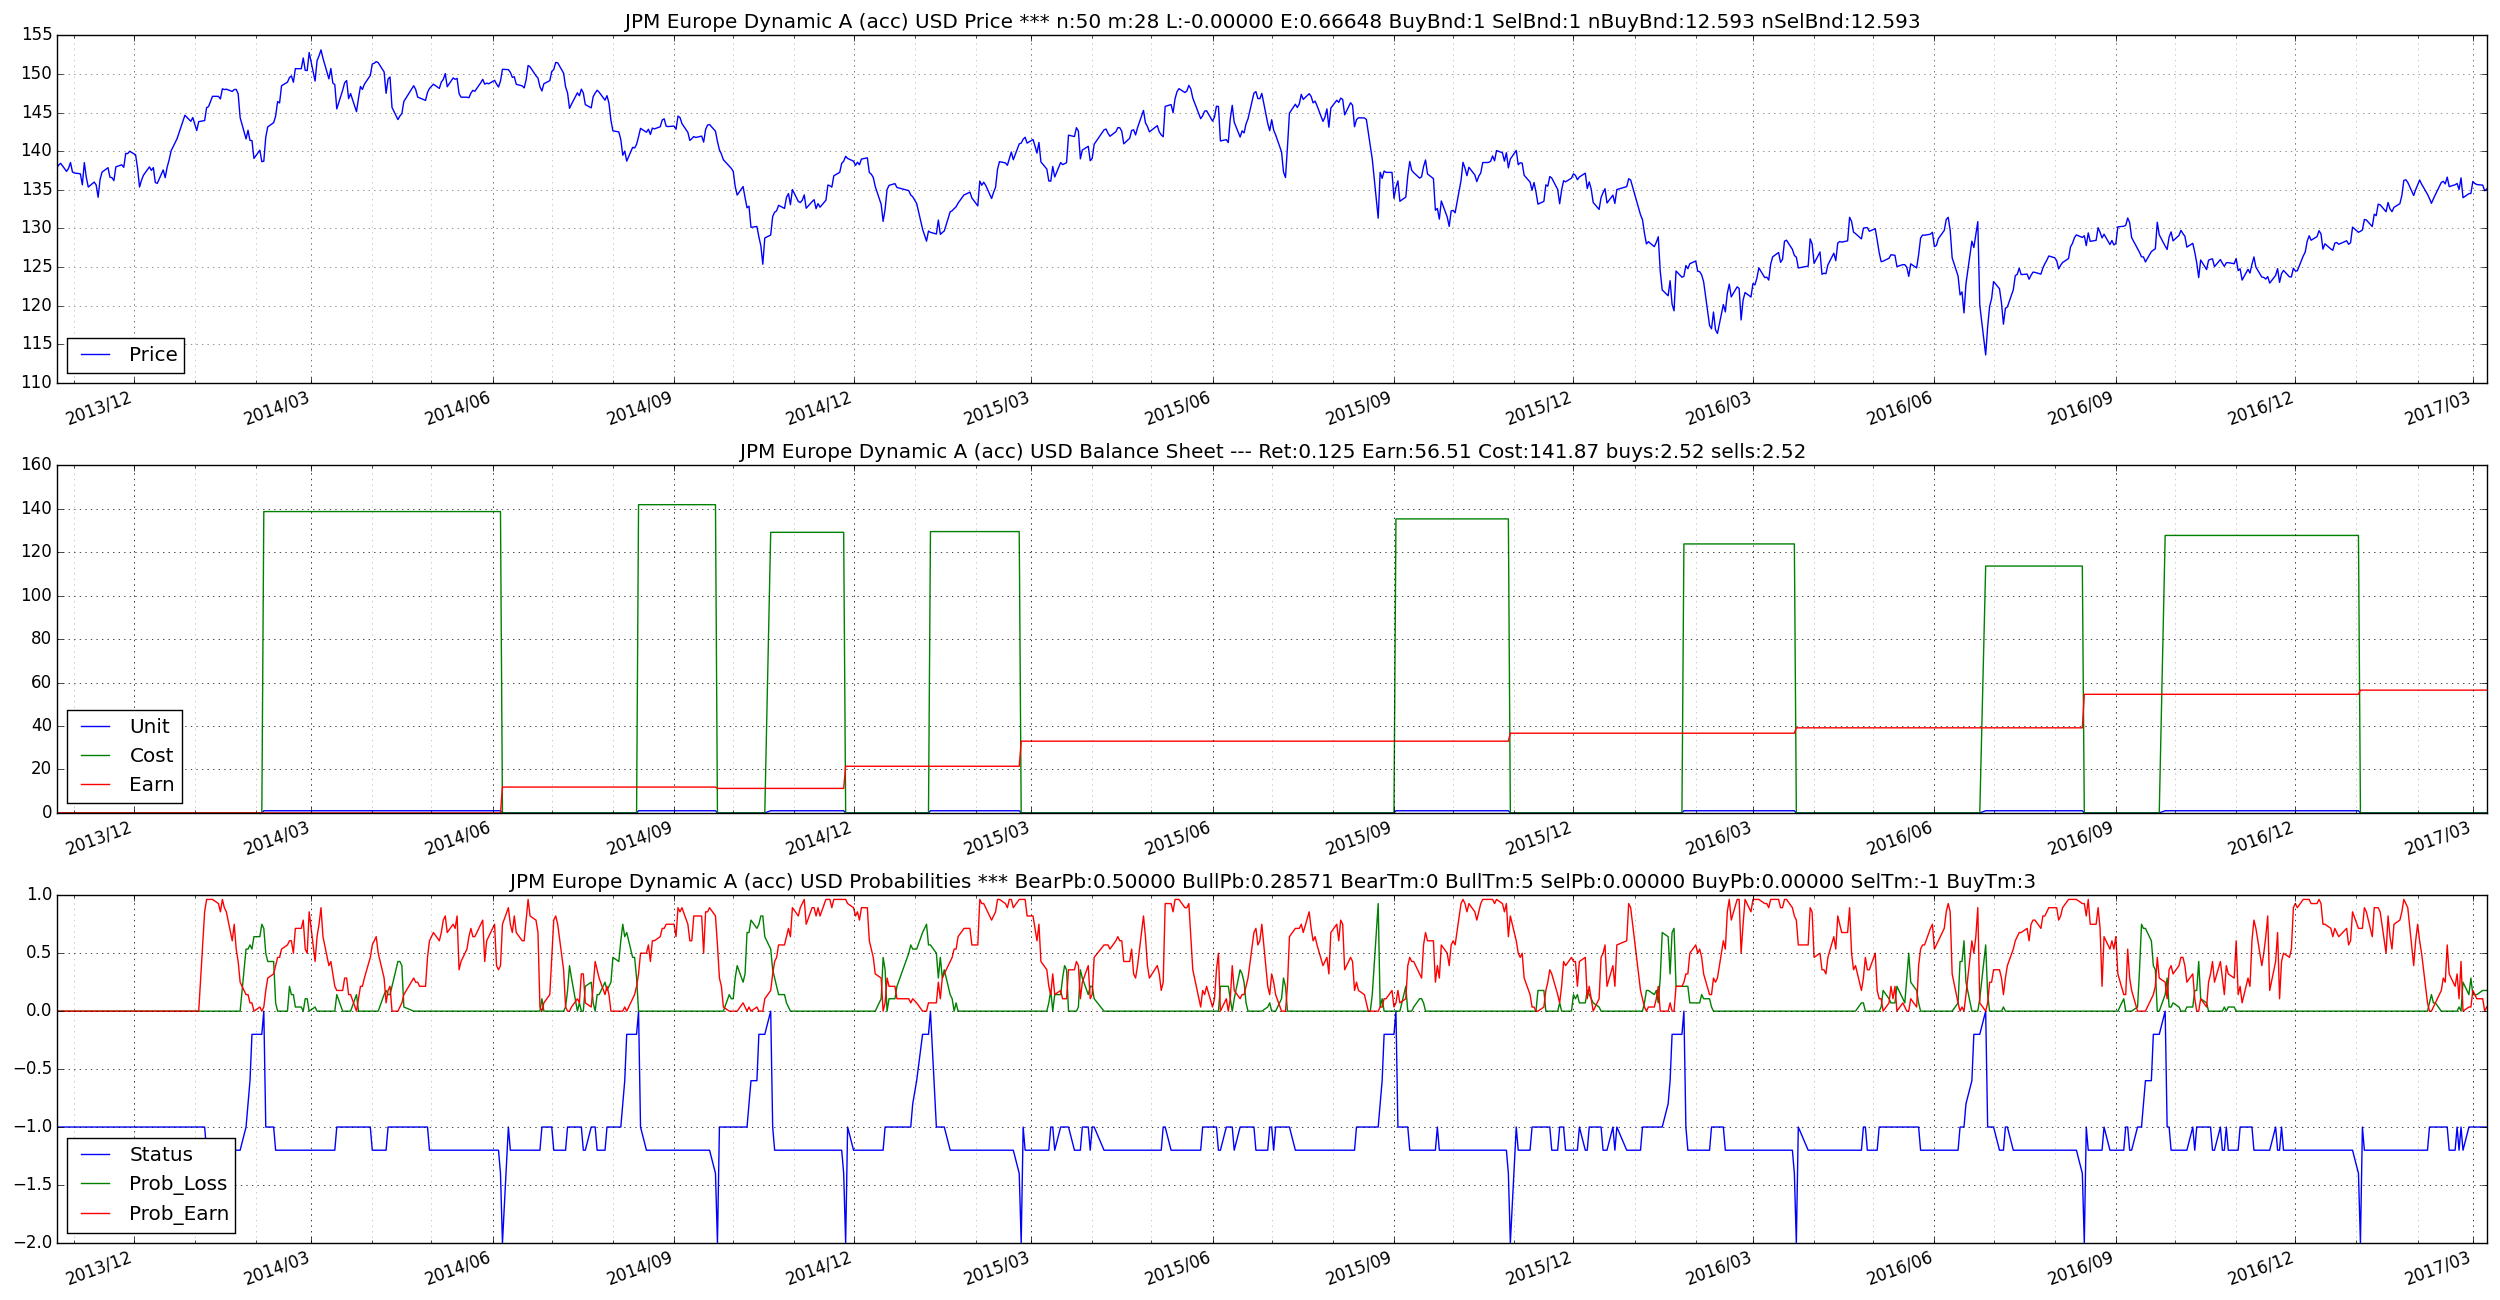 JPM Europe Dynamic A (acc) USD Price *** n:50 m:28 L:-0.00000 E:0.66648 BuyBnd:1 SelBnd:1 nBuyBnd:12.593 nSelBnd:12.593
155
150
145
140
135
130
125
120
115
110
Price
2013/12 2014/03 2014/06 2014/09 2014/12 2015/03 2015/06 2015/09 2015/12 2016/03 2016/06 2016/09 2016/12 2017/03
JPM Europe Dynamic A (acc) USD Balance Sheet --- Ret:0.125 Earn:56.51 Cost:141.87 buys:2.52 sells:2.52
160
140
120
100
80
60
40
20
0
Unit
Cost
Earn
2013/12 2014/03 2014/06 2014/09 2014/12 2015/03 2015/06 2015/09 2015/12 2016/03 2016/06 2016/09 2016/12 2017/03
JPM Europe Dynamic A (acc) USD Probabilities *** BearPb:0.50000 BullPb:0.28571 BearTm:0 BullTm:5 SelPb:0.00000 BuyPb:0.00000 SelTm:-1 BuyTm:3
1.0
0.5
0.0
−0.5
−1.0
−1.5
−2.0
Status
Prob_Loss
Prob_Earn
2013/12 2014/03 2014/06 2014/09 2014/12 2015/03 2015/06 2015/09 2015/12 2016/03 2016/06 2016/09 2016/12 2017/03